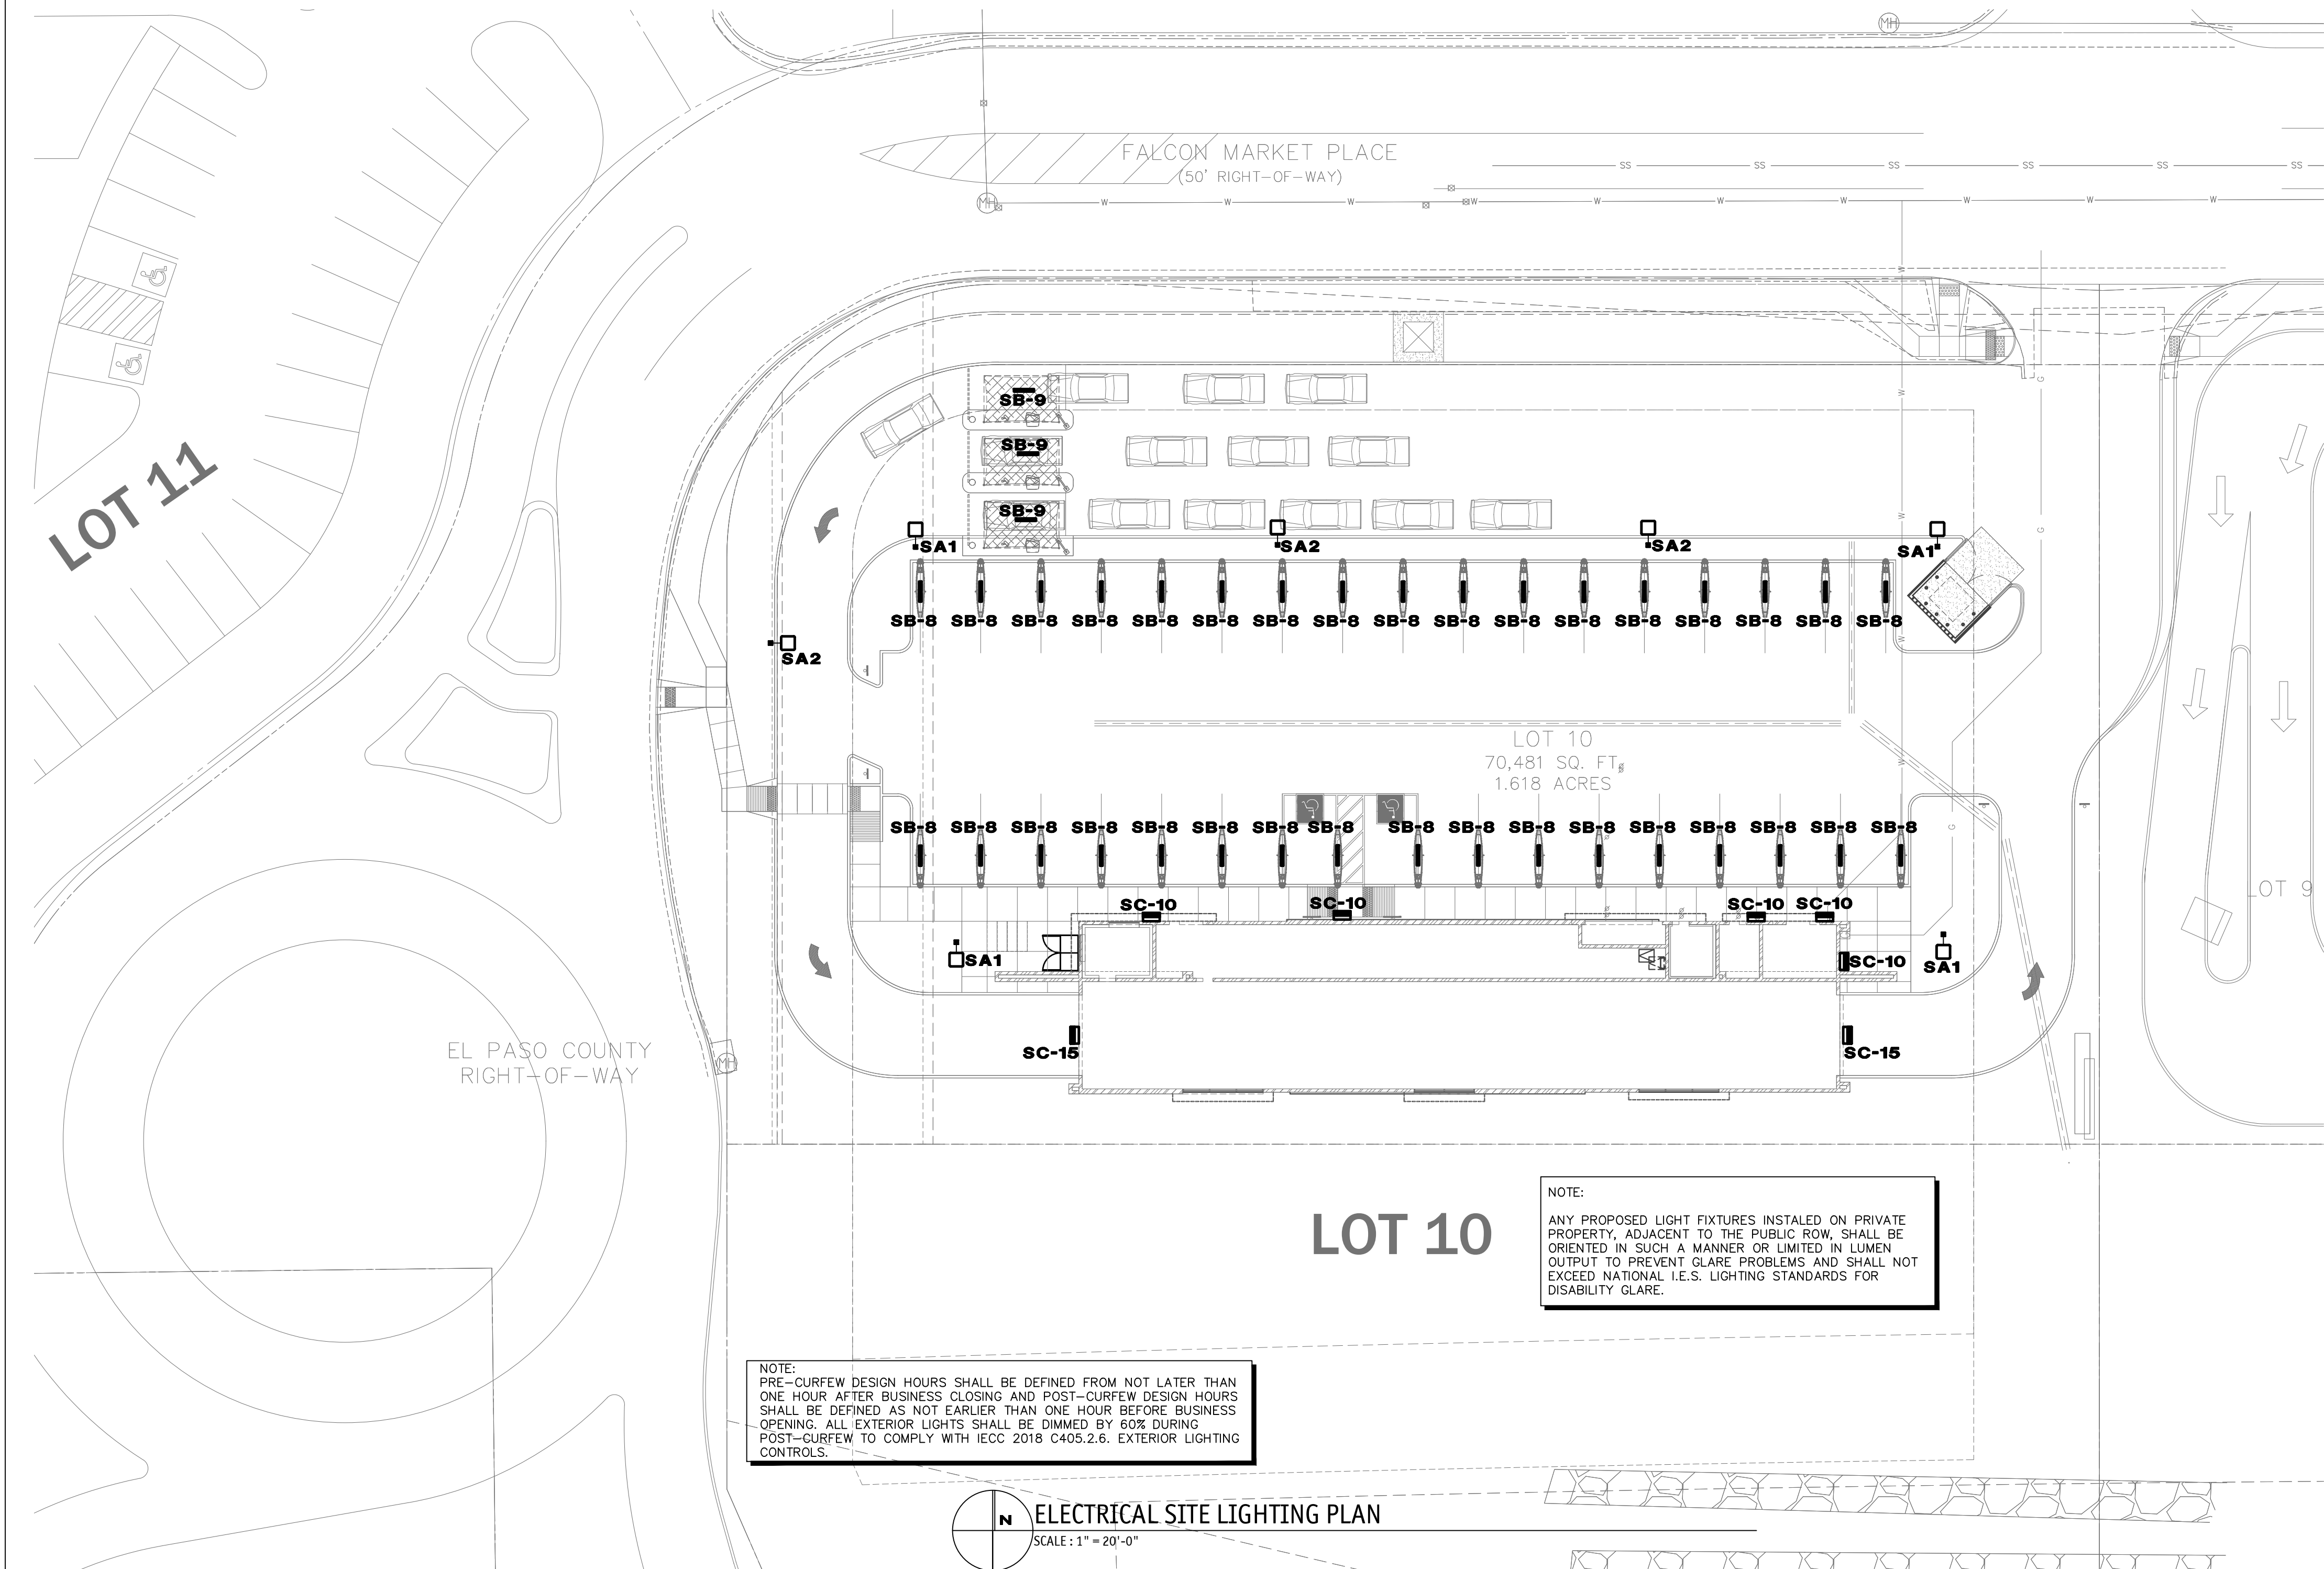 MH
FALCON MARKET PLACE
(50' RIGHT-OF-WAY)
SS SS SS SS SS SS
MH
W W W W W W W W W W
W
G
W
SB-9
SB-9
LOT 11
SB-9
W
G
SA1 SA2 SA2 SA1
SB-8 SB-8 SB-8 SB-8 SB-8 SB-8 SB-8 SB-8 SB-8 SB-8 SB-8 SB-8 SB-8 SB-8 SB-8 SB-8 SB-8
W
SA2
LOT 10
70,481 SQ. FT.
1.618 ACRES
W
SB-8 SB-8 SB-8 SB-8 SB-8 SB-8 SB-8 SB-8 SB-8 SB-8 SB-8 SB-8 SB-8 SB-8 SB-8 SB-8 SB-8
G
LOT 9
SC-10 SC-10 SC-10 SC-10
SA1 SC-10 SA1
EL PASO COUNTY
RIGHT-OF-WAY
MH
SC-15 SC-15
LOT 10
NOTE:
ANY PROPOSED LIGHT FIXTURES INSTALED ON PRIVATE
PROPERTY, ADJACENT TO THE PUBLIC ROW, SHALL BE
ORIENTED IN SUCH A MANNER OR LIMITED IN LUMEN
OUTPUT TO PREVENT GLARE PROBLEMS AND SHALL NOT
EXCEED NATIONAL I.E.S. LIGHTING STANDARDS FOR
DISABILITY GLARE.
NOTE:
PRE-CURFEW DESIGN HOURS SHALL BE DEFINED FROM NOT LATER THAN
ONE HOUR AFTER BUSINESS CLOSING AND POST-CURFEW DESIGN HOURS
SHALL BE DEFINED AS NOT EARLIER THAN ONE HOUR BEFORE BUSINESS
OPENING. ALL EXTERIOR LIGHTS SHALL BE DIMMED BY 60% DURING
POST-CURFEW TO COMPLY WITH IECC 2018 C405.2.6. EXTERIOR LIGHTING
CONTROLS.
N
ELECTRICAL SITE LIGHTING PLAN
SCALE : 1" = 20'-0"